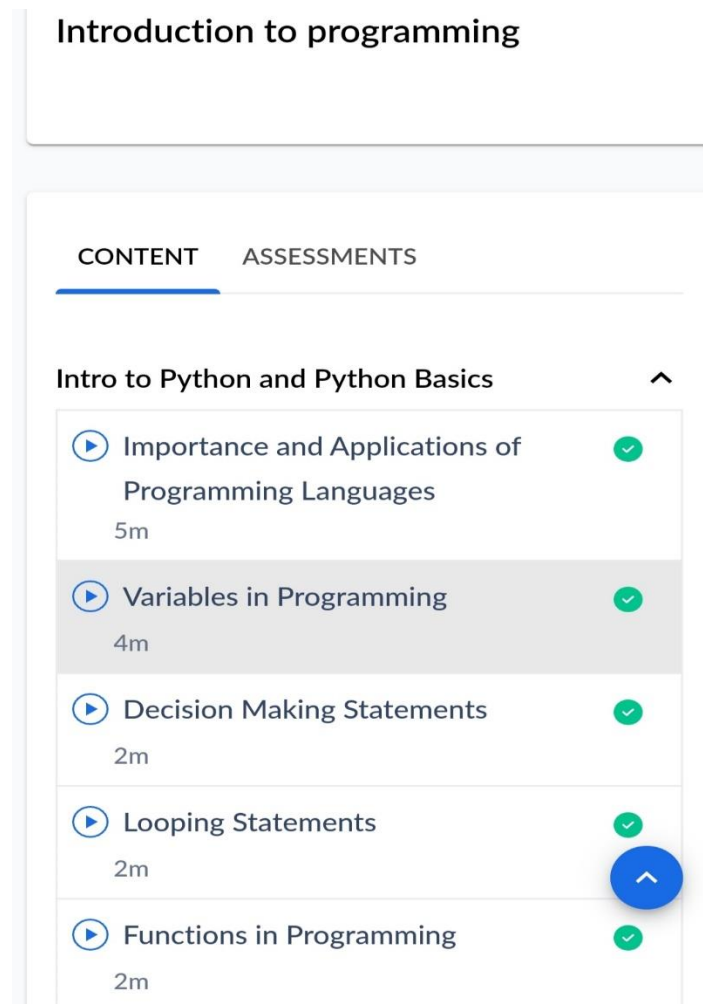 Introduction to programming
CONTENT ASSESSMENTS
Intro to Python and Python Basics
Importance and Applications of
Programming Languages
5m
Variables in Programming
4m
Decision Making Statements
2m
Looping Statements
2m
Functions in Programming
2m